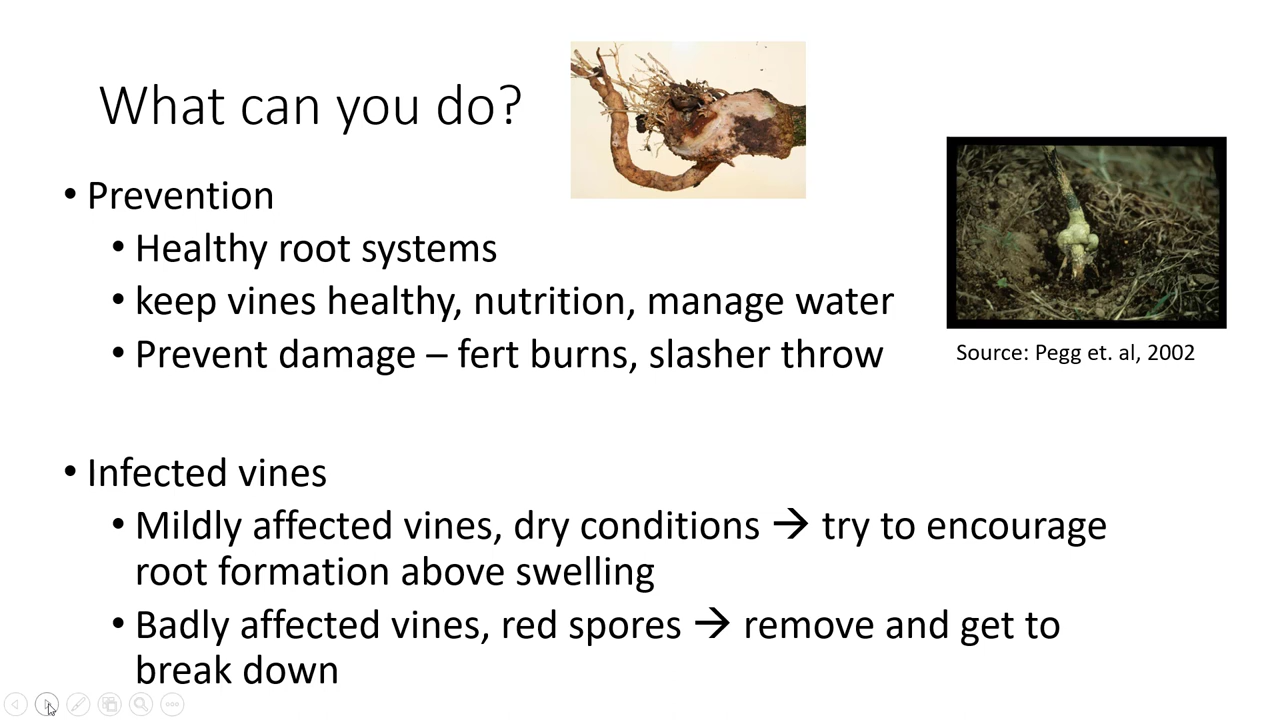 What can you do?
• Prevention
• Healthy root systems
• keep vines healthy, nutrition, manage water
• Prevent damage – fert burns, slasher throw
Source: Pegg et. al, 2002
• Infected vines
• Mildly affected vines, dry conditions → try to encourage
root formation above swelling
• Badly affected vines, red spores → remove and get to
break down